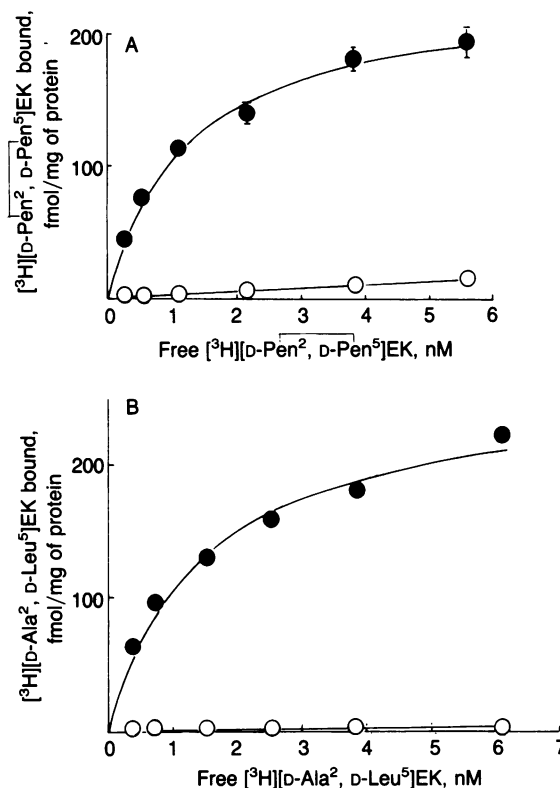 A
200
100
0
[³H][D-Pen², D-Pen⁵]EK bound,
fmol/mg of protein
0 1 2 3 4 5 6
Free [³H][D-Pen², D-Pen⁵]EK, nM
B
200
100
0
[³H][D-Ala², D-Leu⁵]EK bound,
fmol/mg of protein
0 1 2 3 4 5 6 7
Free [³H][D-Ala², D-Leu⁵]EK, nM